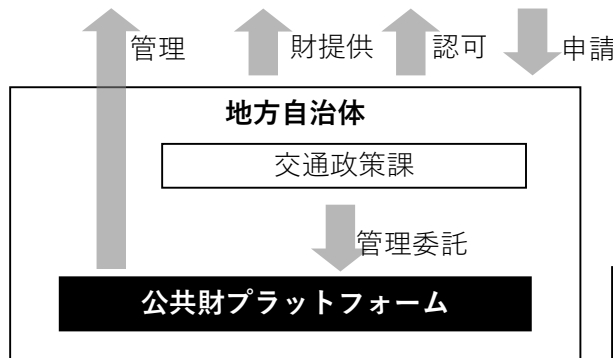 管理
財提供
認可
申請
地方自治体
交通政策課
管理委託
公共財プラットフォーム